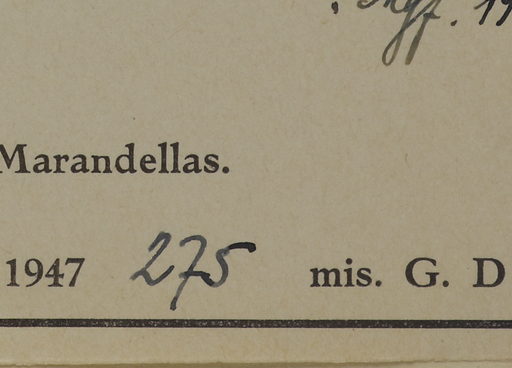 Marandellas.
1947 275 mis. G. D